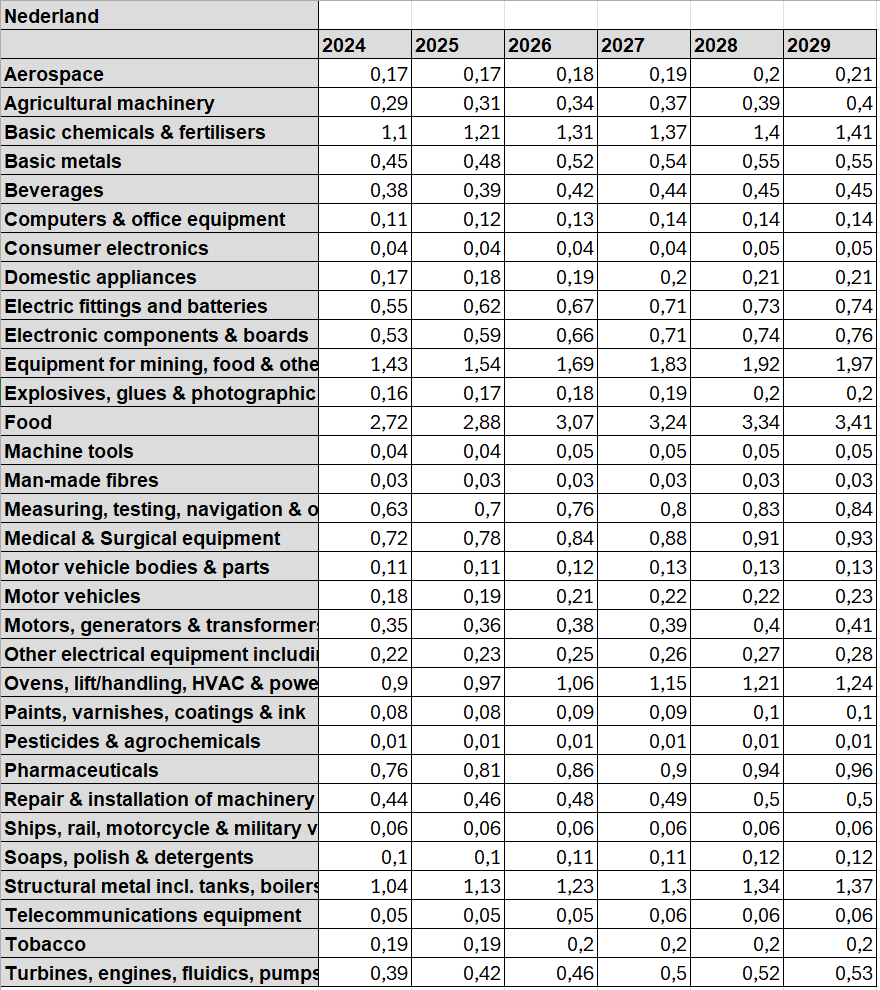 Nederland
2024 2025 2026 2027 2028 2029
Aerospace 0,17 0,17 0,18 0,19 0,2 0,21
Agricultural machinery 0,29 0,31 0,34 0,37 0,39 0,4
Basic chemicals & fertilisers 1,1 1,21 1,31 1,37 1,4 1,41
Basic metals 0,45 0,48 0,52 0,54 0,55 0,55
Beverages 0,38 0,39 0,42 0,44 0,45 0,45
Computers & office equipment 0,11 0,12 0,13 0,14 0,14 0,14
Consumer electronics 0,04 0,04 0,04 0,04 0,05 0,05
Domestic appliances 0,17 0,18 0,19 0,2 0,21 0,21
Electric fittings and batteries 0,55 0,62 0,67 0,71 0,73 0,74
Electronic components & boards 0,53 0,59 0,66 0,71 0,74 0,76
Equipment for mining, food & othe 1,43 1,54 1,69 1,83 1,92 1,97
Explosives, glues & photographic 0,16 0,17 0,18 0,19 0,2 0,2
Food 2,72 2,88 3,07 3,24 3,34 3,41
Machine tools 0,04 0,04 0,05 0,05 0,05 0,05
Man-made fibres 0,03 0,03 0,03 0,03 0,03 0,03
Measuring, testing, navigation & o 0,63 0,7 0,76 0,8 0,83 0,84
Medical & Surgical equipment 0,72 0,78 0,84 0,88 0,91 0,93
Motor vehicle bodies & parts 0,11 0,11 0,12 0,13 0,13 0,13
Motor vehicles 0,18 0,19 0,21 0,22 0,22 0,23
Motors, generators & transformers 0,35 0,36 0,38 0,39 0,4 0,41
Other electrical equipment includi 0,22 0,23 0,25 0,26 0,27 0,28
Ovens, lift/handling, HVAC & powe 0,9 0,97 1,06 1,15 1,21 1,24
Paints, varnishes, coatings & ink 0,08 0,08 0,09 0,09 0,1 0,1
Pesticides & agrochemicals 0,01 0,01 0,01 0,01 0,01 0,01
Pharmaceuticals 0,76 0,81 0,86 0,9 0,94 0,96
Repair & installation of machinery 0,44 0,46 0,48 0,49 0,5 0,5
Ships, rail, motorcycle & military v 0,06 0,06 0,06 0,06 0,06 0,06
Soaps, polish & detergents 0,1 0,1 0,11 0,11 0,12 0,12
Structural metal incl. tanks, boilers 1,04 1,13 1,23 1,3 1,34 1,37
Telecommunications equipment 0,05 0,05 0,05 0,06 0,06 0,06
Tobacco 0,19 0,19 0,2 0,2 0,2 0,2
Turbines, engines, fluidics, pumps 0,39 0,42 0,46 0,5 0,52 0,53